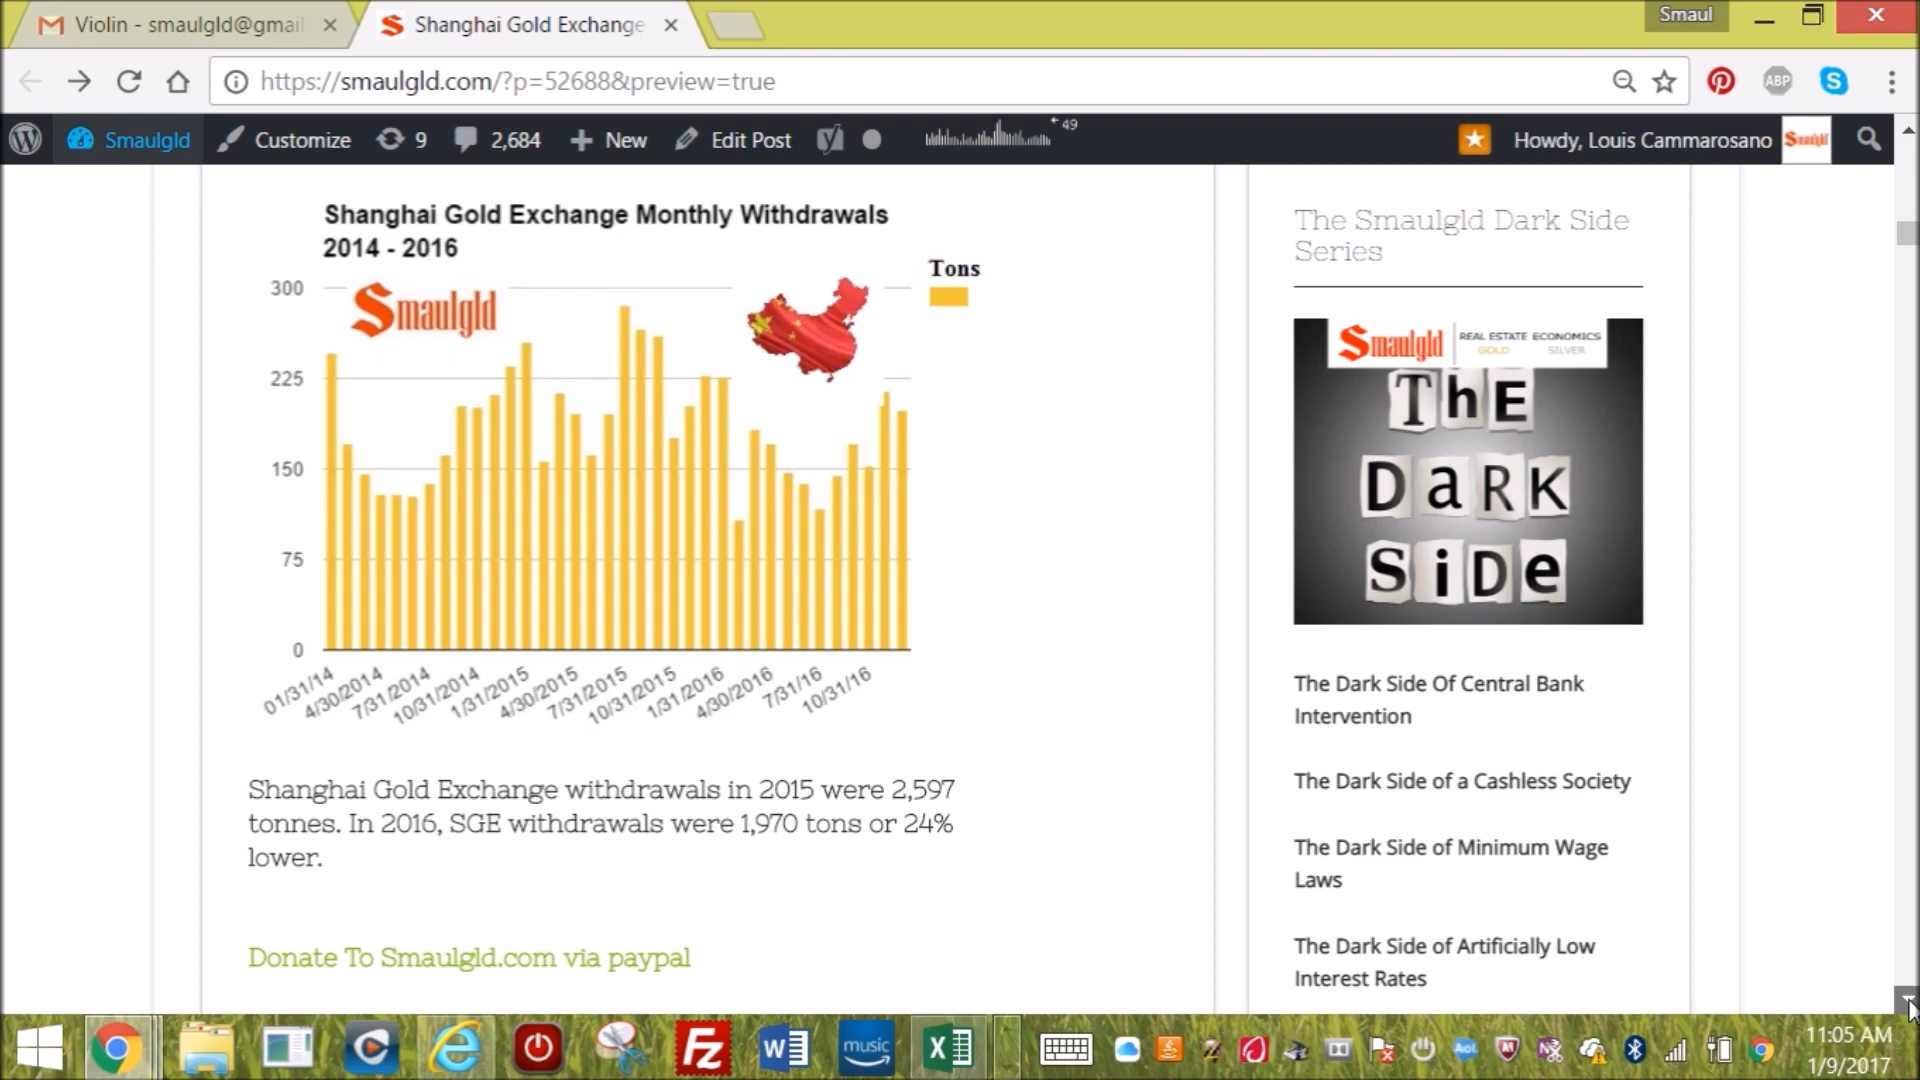 Violin - smaulgld@gmail
Shanghai Gold Exchange
Smaul
https://smaulgld.com/?p=52688&preview=true
ABP
Smaulgld
Customize
9
2,684
New
Edit Post
49
Howdy, Louis Cammarosano
Smaulgld
Shanghai Gold Exchange Monthly Withdrawals
2014 - 2016
Tons
Smaulgld
300
225
150
75
0
01/31/14
4/30/2014
7/31/2014
10/31/2014
1/31/2015
4/30/2015
7/31/2015
10/31/2015
1/31/2016
4/30/2016
7/31/16
10/31/16
Shanghai Gold Exchange withdrawals in 2015 were 2,597
tonnes. In 2016, SGE withdrawals were 1,970 tons or 24%
lower.
Donate To Smaulgld.com via paypal
The Smaulgld Dark Side
Series
Smaulgld
REAL ESTATE ECONOMICS
GOLD SILVER
ThE
DaRK
SiDe
The Dark Side Of Central Bank
Intervention
The Dark Side of a Cashless Society
The Dark Side of Minimum Wage
Laws
The Dark Side of Artificially Low
Interest Rates
music
Aol.
11:05 AM
1/9/2017